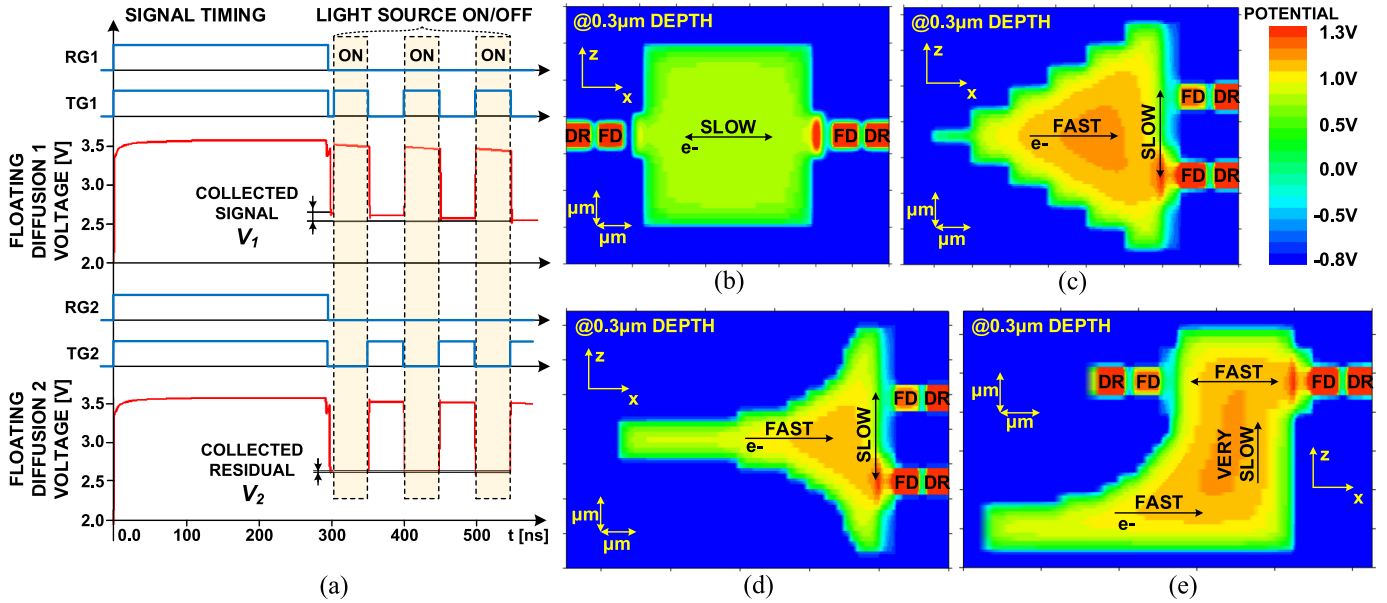 SIGNAL TIMING
LIGHT SOURCE ON/OFF
ON
ON
ON
RG1
TG1
FLOATING
DIFFUSION 1
VOLTAGE [V]
3.5
3.0
2.5
2.0
COLLECTED
SIGNAL
V1
RG2
TG2
FLOATING
DIFFUSION 2
VOLTAGE [V]
3.5
3.0
2.5
2.0
COLLECTED
RESIDUAL
V2
0.0
100
200
300
400
500
t [ns]
(a)
@0.3µm DEPTH
z
x
DR
FD
SLOW
e-
FD
DR
µm
µm
(b)
@0.3µm DEPTH
z
x
FAST
e-
SLOW
FD
DR
FD
DR
µm
µm
(c)
POTENTIAL
1.3V
1.0V
0.5V
0.0V
-0.5V
-0.8V
@0.3µm DEPTH
z
x
FAST
e-
SLOW
FD
DR
FD
DR
µm
µm
(d)
@0.3µm DEPTH
DR
FD
FAST
FD
DR
µm
µm
VERY
SLOW
FAST
e-
z
x
(e)